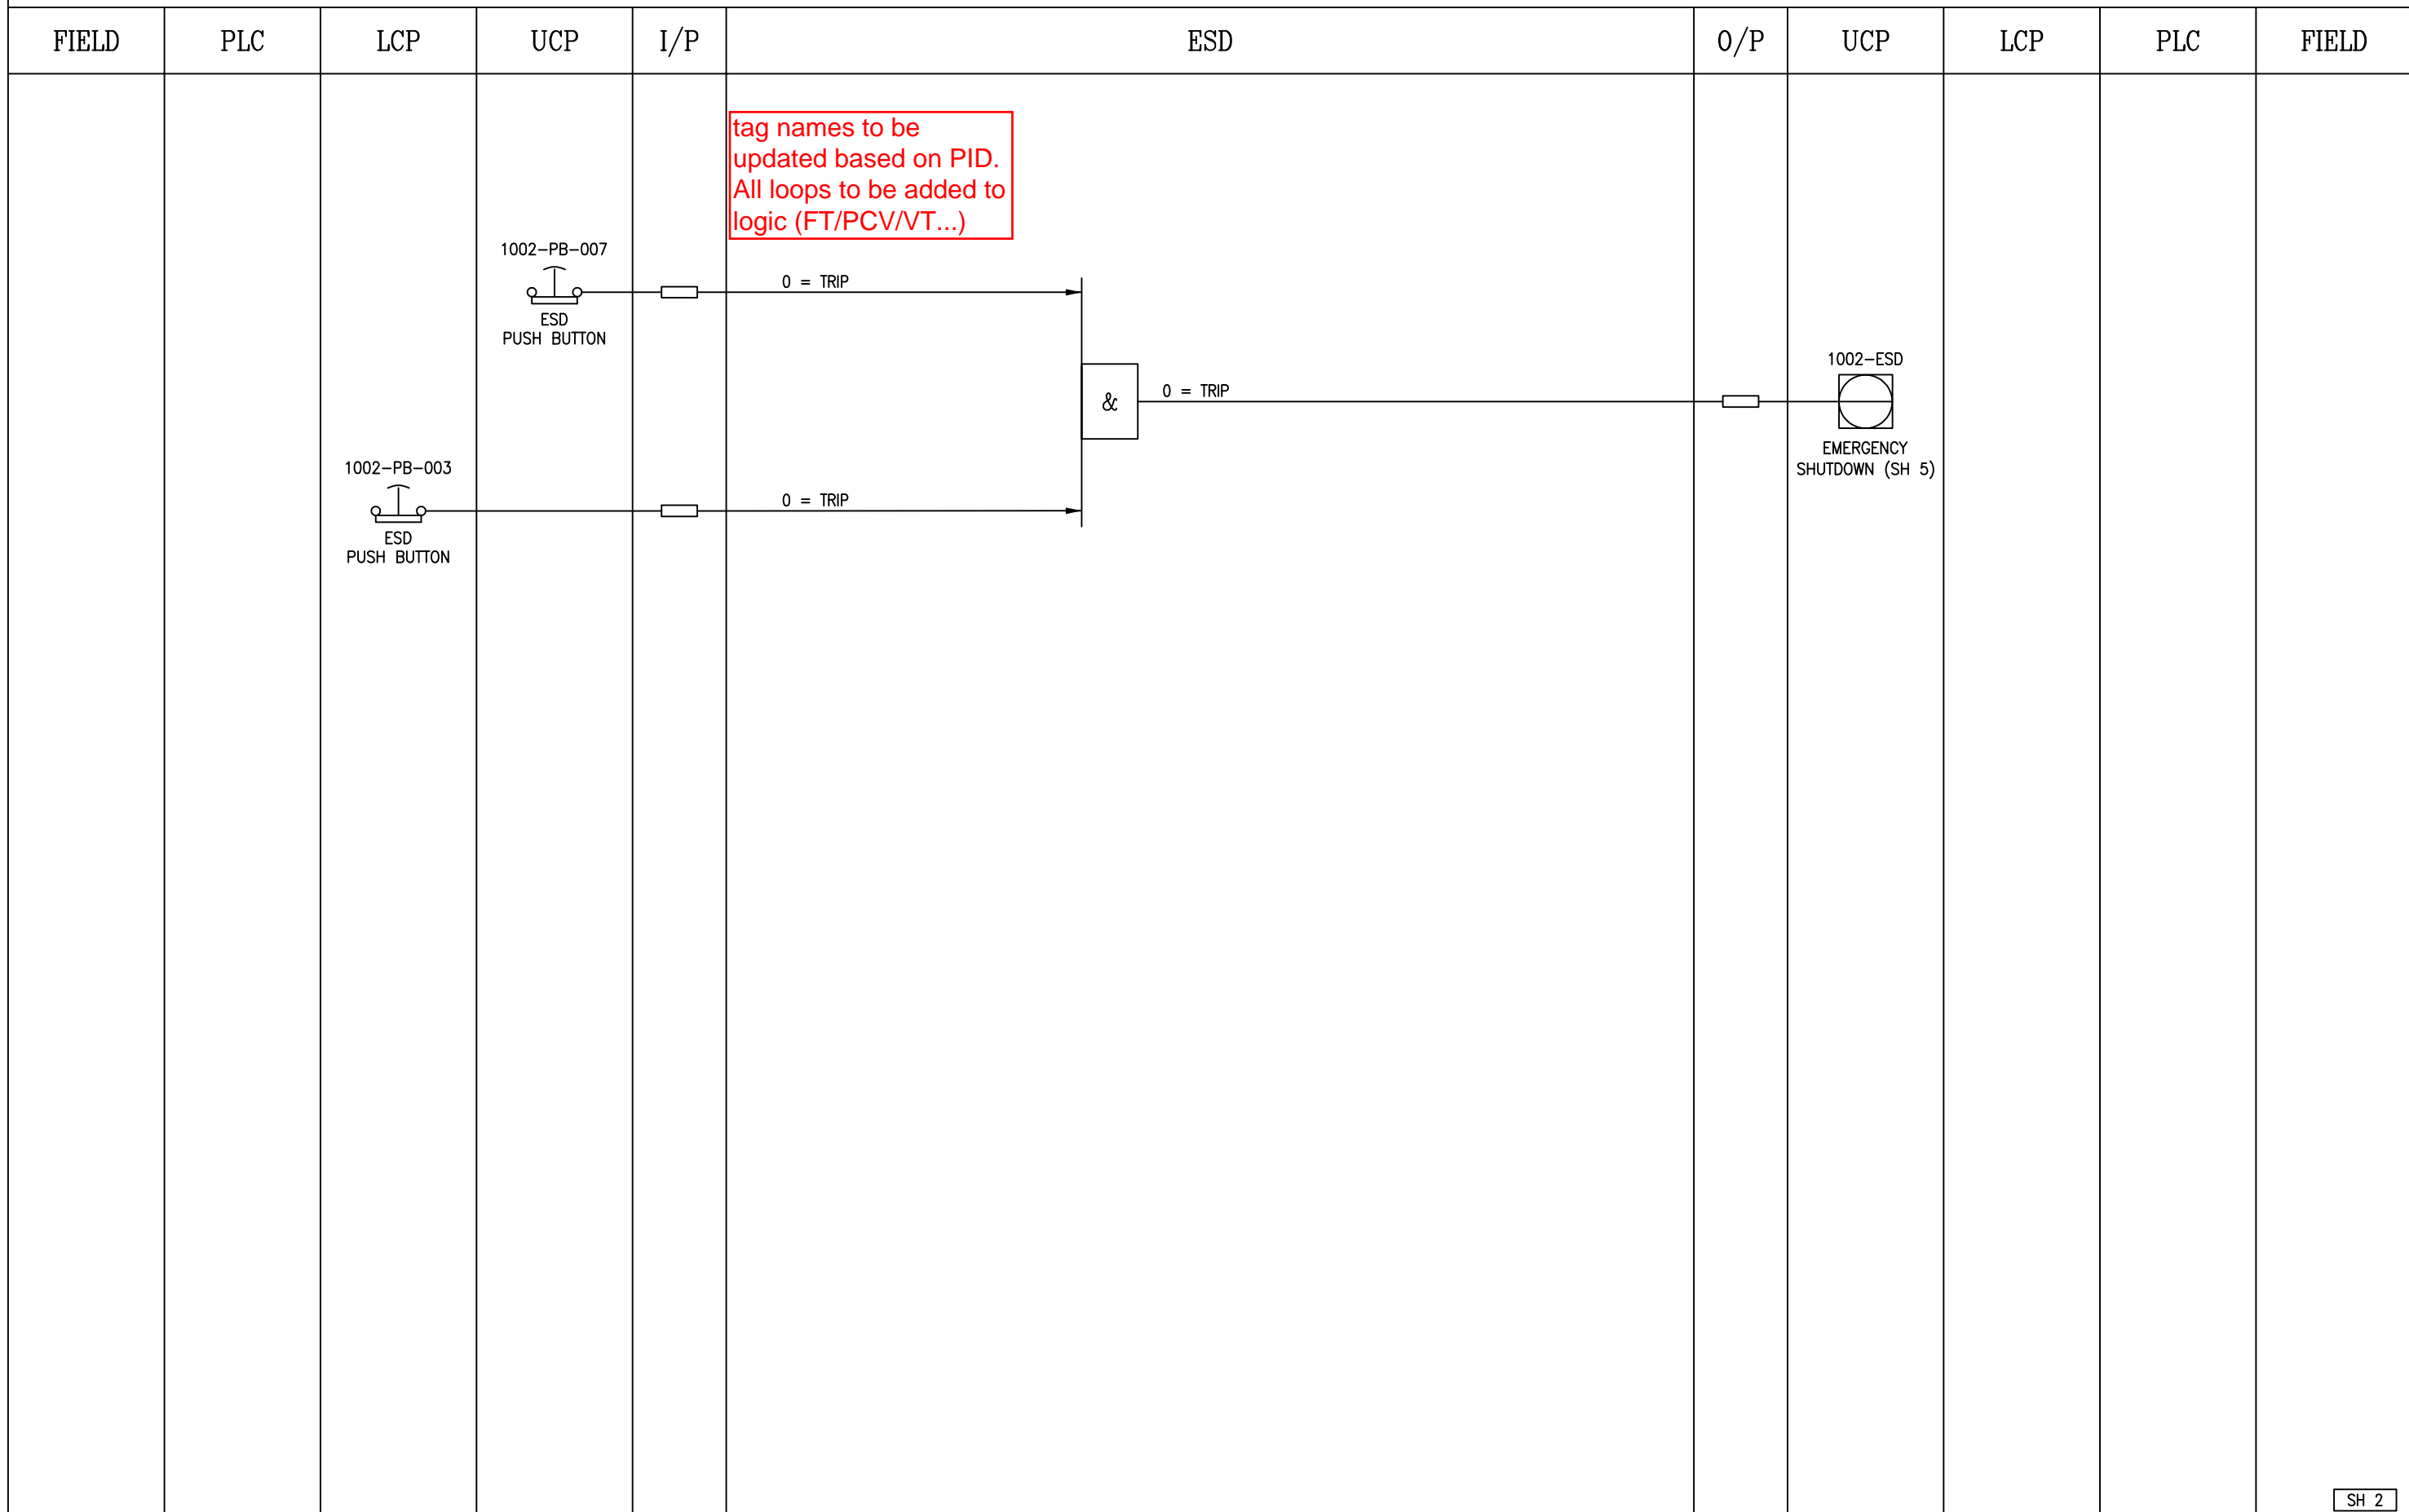 FIELD PLC LCP UCP I/P ESD O/P UCP LCP PLC FIELD
tag names to be
updated based on PID.
All loops to be added to
logic (FT/PCV/VT...)
1002-PB-007
0 = TRIP
ESD
PUSH BUTTON
1002-ESD
&
0 = TRIP
EMERGENCY
SHUTDOWN (SH 5)
1002-PB-003
0 = TRIP
ESD
PUSH BUTTON
SH 2